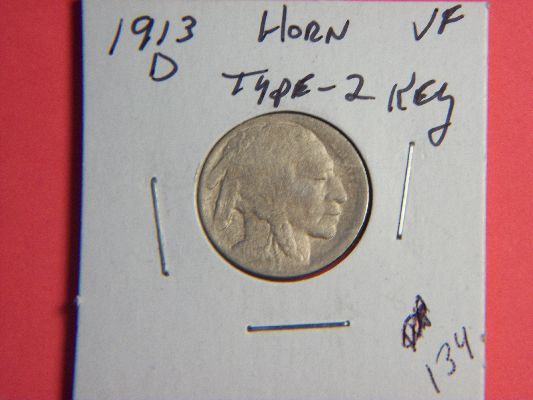 1913 HORN VF
D TYPE-2 KEY
134.